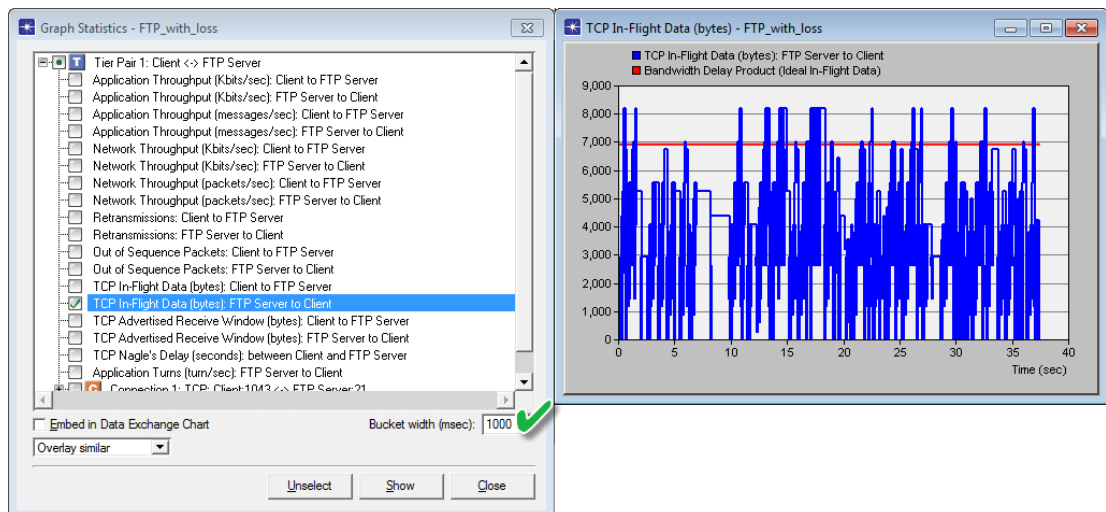 Graph Statistics - FTP_with_loss
Tier Pair 1: Client <-> FTP Server
Application Throughput (Kbits/sec): Client to FTP Server
Application Throughput (Kbits/sec): FTP Server to Client
Application Throughput (messages/sec): Client to FTP Server
Application Throughput (messages/sec): FTP Server to Client
Network Throughput (Kbits/sec): Client to FTP Server
Network Throughput (Kbits/sec): FTP Server to Client
Network Throughput (packets/sec): Client to FTP Server
Network Throughput (packets/sec): FTP Server to Client
Retransmissions: Client to FTP Server
Retransmissions: FTP Server to Client
Out of Sequence Packets: Client to FTP Server
Out of Sequence Packets: FTP Server to Client
TCP In-Flight Data (bytes): Client to FTP Server
TCP In-Flight Data (bytes): FTP Server to Client
TCP Advertised Receive Window (bytes): Client to FTP Server
TCP Advertised Receive Window (bytes): FTP Server to Client
TCP Nagle's Delay (seconds): between Client and FTP Server
Application Turns (turn/sec): FTP Server to Client
Connection 1: TCP: Client:1043 <-> FTP Server:21
Embed in Data Exchange Chart
Bucket width (msec): 1000
Overlay similar
Unselect Show Close
TCP In-Flight Data (bytes) - FTP_with_loss
TCP In-Flight Data (bytes): FTP Server to Client
Bandwidth Delay Product (Ideal In-Flight Data)
9,000
8,000
7,000
6,000
5,000
4,000
3,000
2,000
1,000
0
0 5 10 15 20 25 30 35 40
Time (sec)